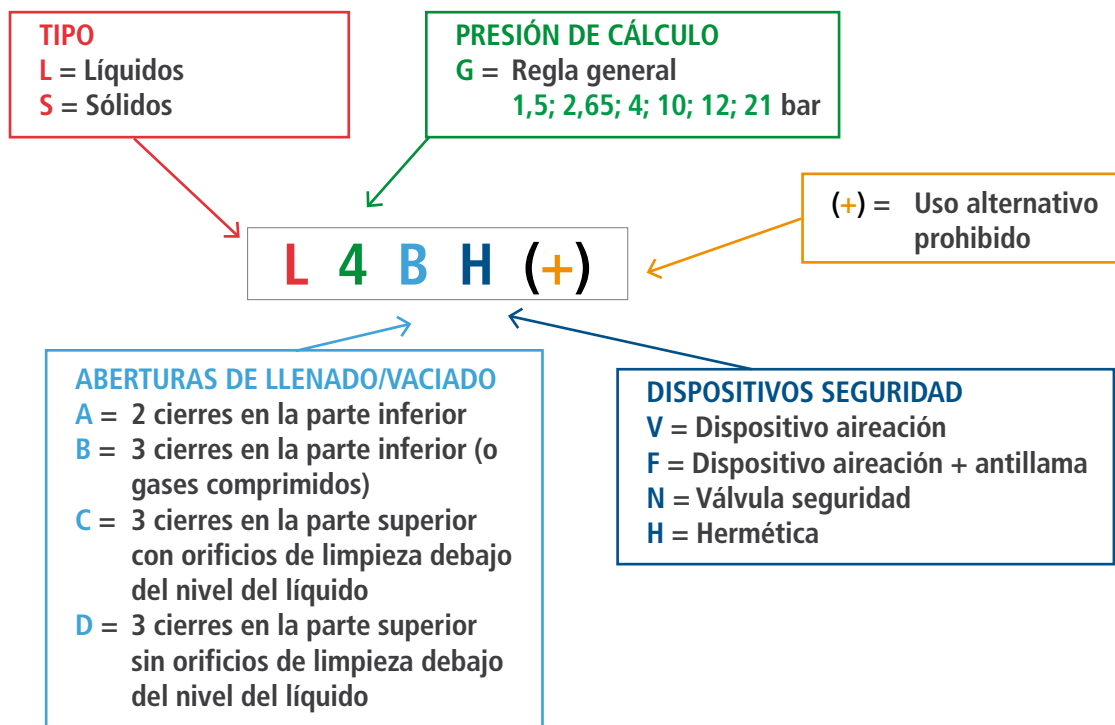 TIPO
L = Líquidos
S = Sólidos
PRESIÓN DE CÁLCULO
G = Regla general
1,5; 2,65; 4; 10; 12; 21 bar
(+) = Uso alternativo
prohibido
L 4 B H (+)
ABERTURAS DE LLENADO/VACIADO
A = 2 cierres en la parte inferior
B = 3 cierres en la parte inferior (o
gases comprimidos)
C = 3 cierres en la parte superior
con orificios de limpieza debajo
del nivel del líquido
D = 3 cierres en la parte superior
sin orificios de limpieza debajo
del nivel del líquido
DISPOSITIVOS SEGURIDAD
V = Dispositivo aireación
F = Dispositivo aireación + antillama
N = Válvula seguridad
H = Hermética